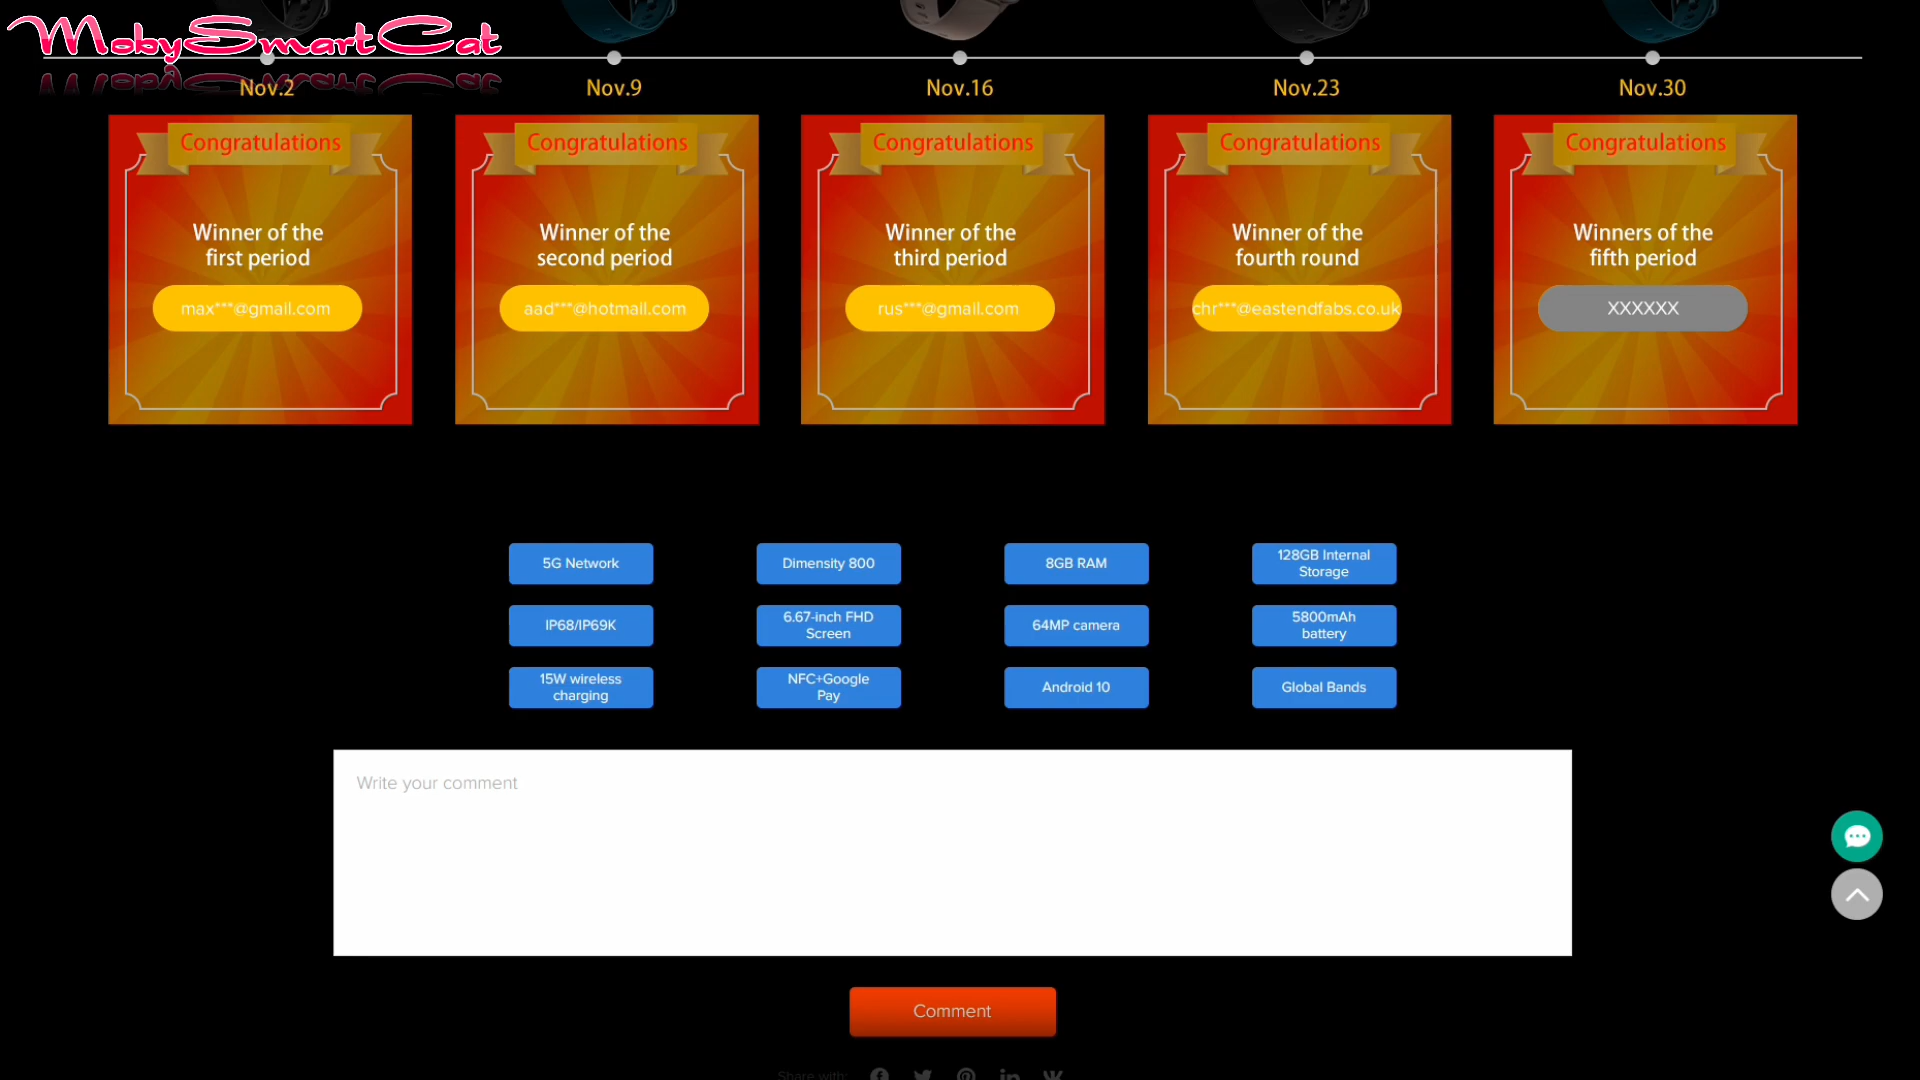 MobySmartCat
Nov.2
Nov.9
Nov.16
Nov.23
Nov.30
Congratulations
Winner of the
first period
max***@gmail.com
Congratulations
Winner of the
second period
aad***@hotmail.com
Congratulations
Winner of the
third period
rus***@gmail.com
Congratulations
Winner of the
fourth round
chr***@eastendfabs.co.uk
Congratulations
Winners of the
fifth period
XXXXXX
5G Network
Dimensity 800
8GB RAM
128GB Internal
Storage
IP68/IP69K
6.67-inch FHD
Screen
64MP camera
5800mAh
battery
15W wireless
charging
NFC+Google
Pay
Android 10
Global Bands
Write your comment
Comment
Share with: